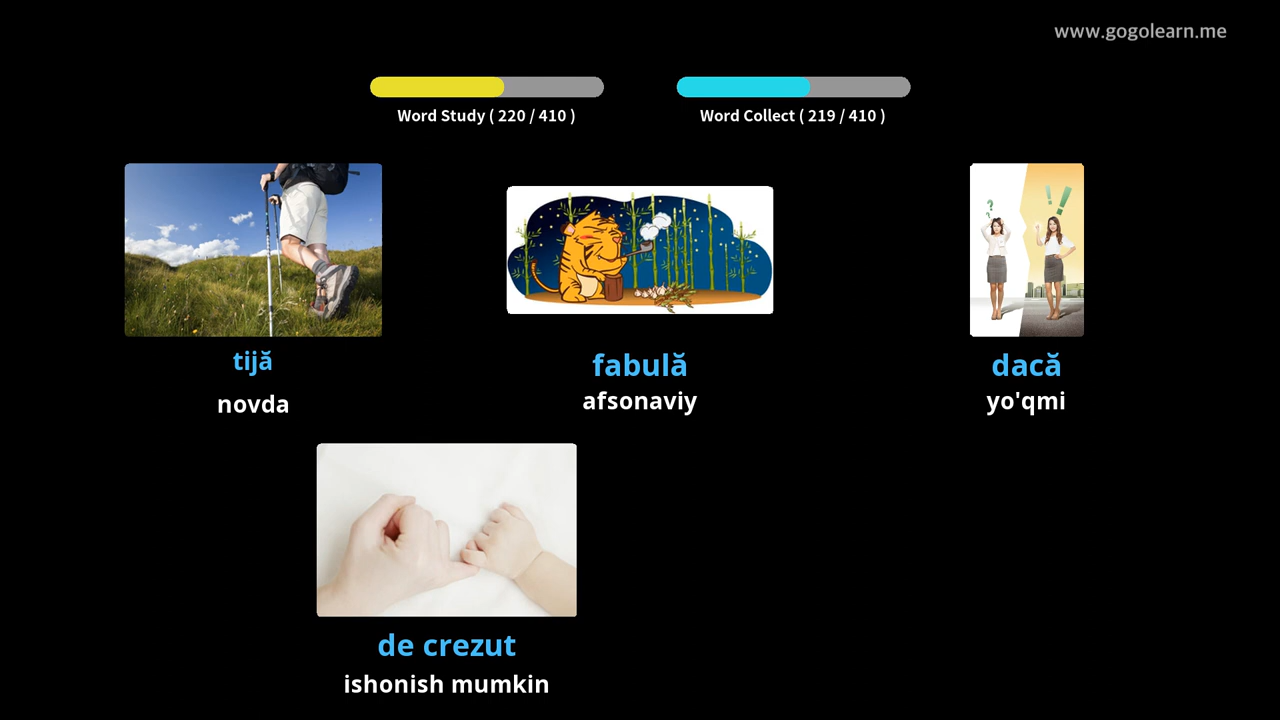 www.gogolearn.me
Word Study ( 220 / 410 )
Word Collect ( 219 / 410 )
tijă
novda
fabulă
afsonaviy
dacă
yo'qmi
de crezut
ishonish mumkin